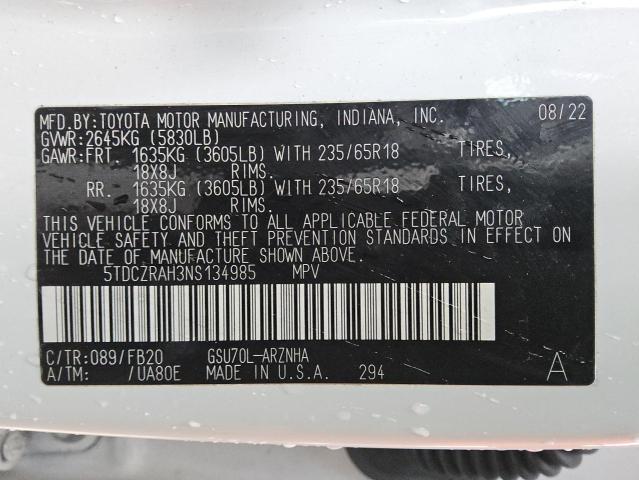 MFD.BY:TOYOTA MOTOR MANUFACTURING, INDIANA, INC. 08/22
GVWR:2645KG (5830LB)
GAWR:FRT. 1635KG (3605LB) WITH 235/65R18 TIRES,
18X8J RIMS.
RR. 1635KG (3605LB) WITH 235/65R18 TIRES,
18X8J RIMS.
THIS VEHICLE CONFORMS TO ALL APPLICABLE FEDERAL MOTOR
VEHICLE SAFETY AND THEFT PREVENTION STANDARDS IN EFFECT ON
THE DATE OF MANUFACTURE SHOWN ABOVE.
5TDCZRAH3NS134985 MPV
C/TR:089/FB20 GSU70L-ARZNHA
A/TM: /UA80E MADE IN U.S.A. 294 A